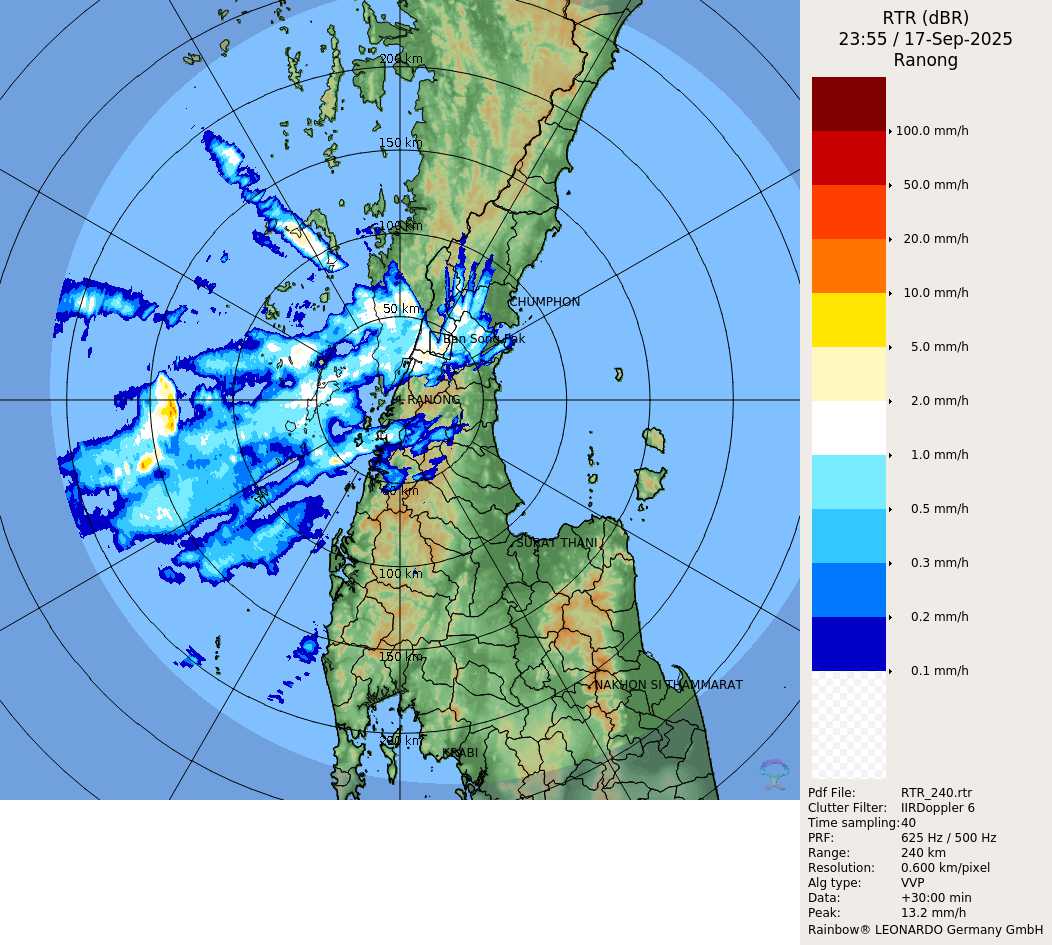 RTR (dBR)
23:55 / 17-Sep-2025
Ranong
200 km
150 km
100 km
50 km
CHUMPHON
Ban Song Pak
RANONG
50 km
SURAT THANI
100 km
150 km
NAKHON SI THAMMARAT
200 km
KRABI
100.0 mm/h
50.0 mm/h
20.0 mm/h
10.0 mm/h
5.0 mm/h
2.0 mm/h
1.0 mm/h
0.5 mm/h
0.3 mm/h
0.2 mm/h
0.1 mm/h
Pdf File: RTR_240.rtr
Clutter Filter: IIRDoppler 6
Time sampling:40
PRF: 625 Hz / 500 Hz
Range: 240 km
Resolution: 0.600 km/pixel
Alg type: VVP
Data: +30:00 min
Peak: 13.2 mm/h
Rainbow® LEONARDO Germany GmbH